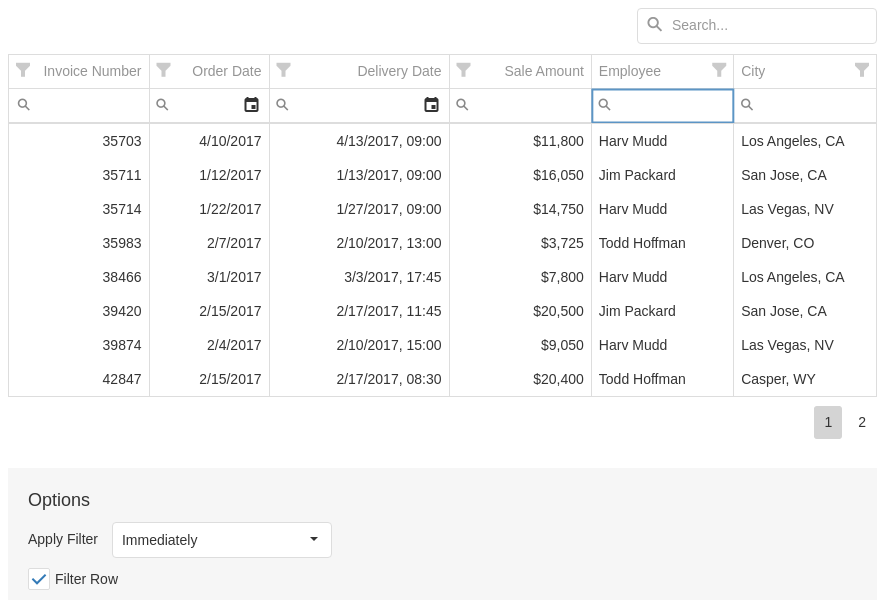 Search...
Invoice Number Order Date Delivery Date Sale Amount Employee City
35703 4/10/2017 4/13/2017, 09:00 $11,800 Harv Mudd Los Angeles, CA
35711 1/12/2017 1/13/2017, 09:00 $16,050 Jim Packard San Jose, CA
35714 1/22/2017 1/27/2017, 09:00 $14,750 Harv Mudd Las Vegas, NV
35983 2/7/2017 2/10/2017, 13:00 $3,725 Todd Hoffman Denver, CO
38466 3/1/2017 3/3/2017, 17:45 $7,800 Harv Mudd Los Angeles, CA
39420 2/15/2017 2/17/2017, 11:45 $20,500 Jim Packard San Jose, CA
39874 2/4/2017 2/10/2017, 15:00 $9,050 Harv Mudd Las Vegas, NV
42847 2/15/2017 2/17/2017, 08:30 $20,400 Todd Hoffman Casper, WY
1 2
Options
Apply Filter Immediately
Filter Row